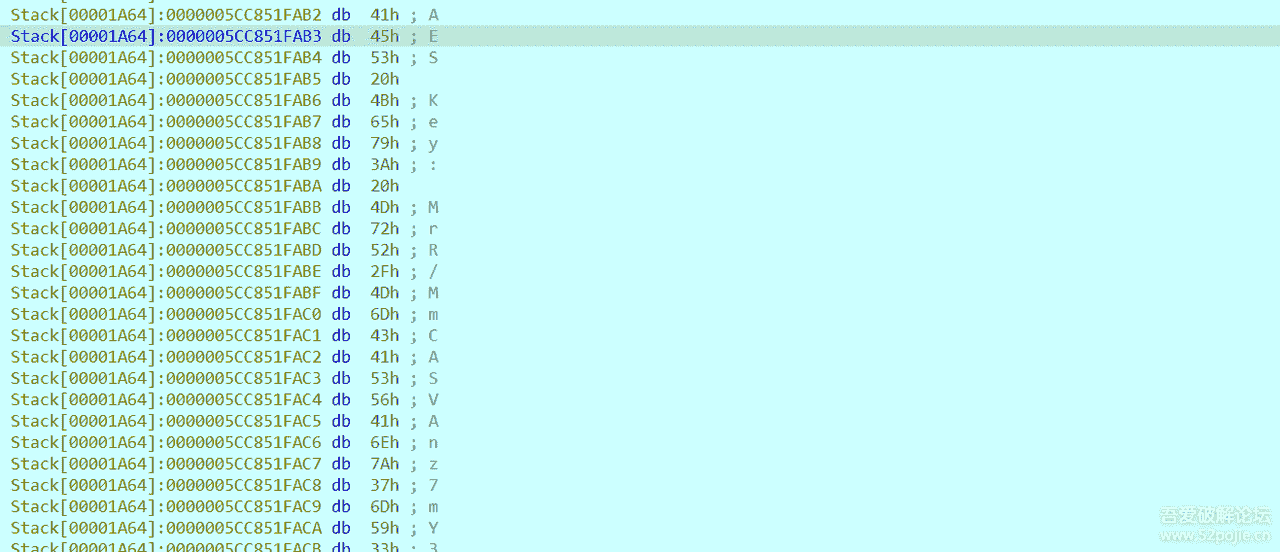 Stack[00001A64]:0000005CC851FAB2 db 41h ; A
Stack[00001A64]:0000005CC851FAB3 db 45h ; E
Stack[00001A64]:0000005CC851FAB4 db 53h ; S
Stack[00001A64]:0000005CC851FAB5 db 20h
Stack[00001A64]:0000005CC851FAB6 db 4Bh ; K
Stack[00001A64]:0000005CC851FAB7 db 65h ; e
Stack[00001A64]:0000005CC851FAB8 db 79h ; y
Stack[00001A64]:0000005CC851FAB9 db 3Ah ; :
Stack[00001A64]:0000005CC851FABA db 20h
Stack[00001A64]:0000005CC851FABB db 4Dh ; M
Stack[00001A64]:0000005CC851FABC db 72h ; r
Stack[00001A64]:0000005CC851FABD db 52h ; R
Stack[00001A64]:0000005CC851FABE db 2Fh ; /
Stack[00001A64]:0000005CC851FABF db 4Dh ; M
Stack[00001A64]:0000005CC851FAC0 db 6Dh ; m
Stack[00001A64]:0000005CC851FAC1 db 43h ; C
Stack[00001A64]:0000005CC851FAC2 db 41h ; A
Stack[00001A64]:0000005CC851FAC3 db 53h ; S
Stack[00001A64]:0000005CC851FAC4 db 56h ; V
Stack[00001A64]:0000005CC851FAC5 db 41h ; A
Stack[00001A64]:0000005CC851FAC6 db 6Eh ; n
Stack[00001A64]:0000005CC851FAC7 db 7Ah ; z
Stack[00001A64]:0000005CC851FAC8 db 37h ; 7
Stack[00001A64]:0000005CC851FAC9 db 6Dh ; m
Stack[00001A64]:0000005CC851FACA db 59h ; Y
Stack[00001A64]:0000005CC851FACB db 33h ; 3
吾爱破解论坛
www.52pojie.cn